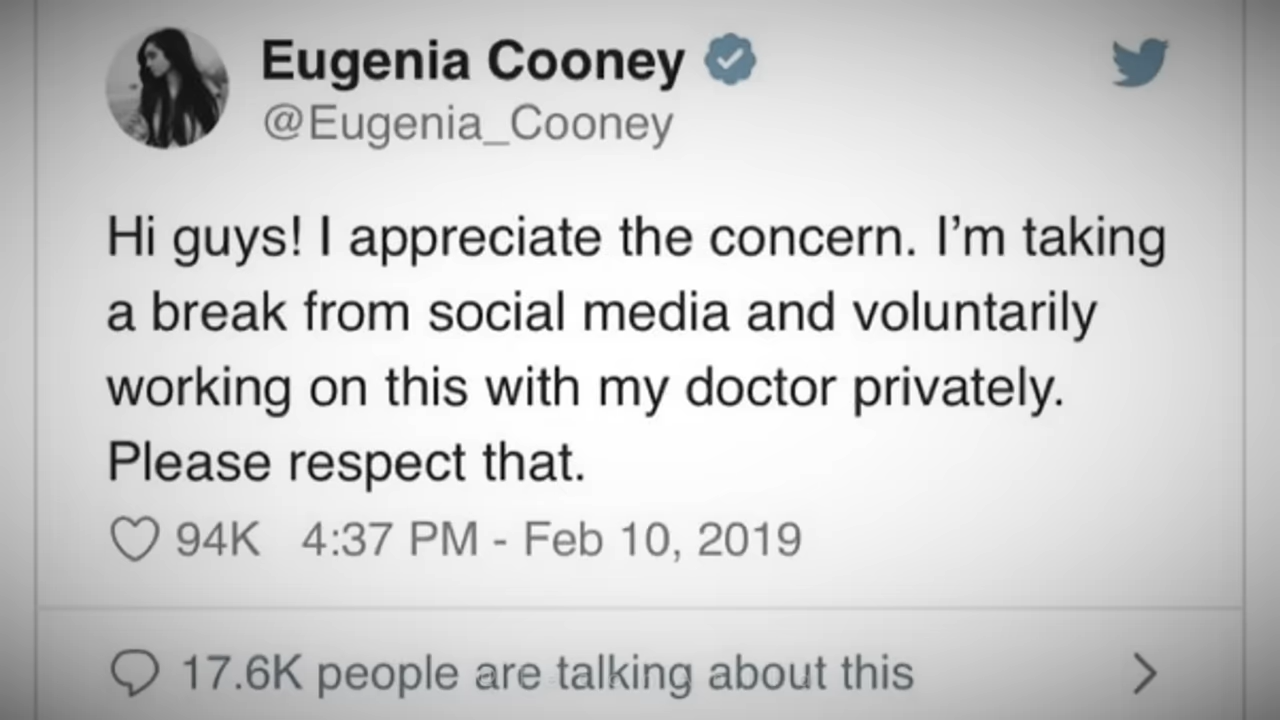 Eugenia Cooney
@Eugenia_Cooney
Hi guys! I appreciate the concern. I’m taking
a break from social media and voluntarily
working on this with my doctor privately.
Please respect that.
94K 4:37 PM - Feb 10, 2019
17.6K people are talking about this